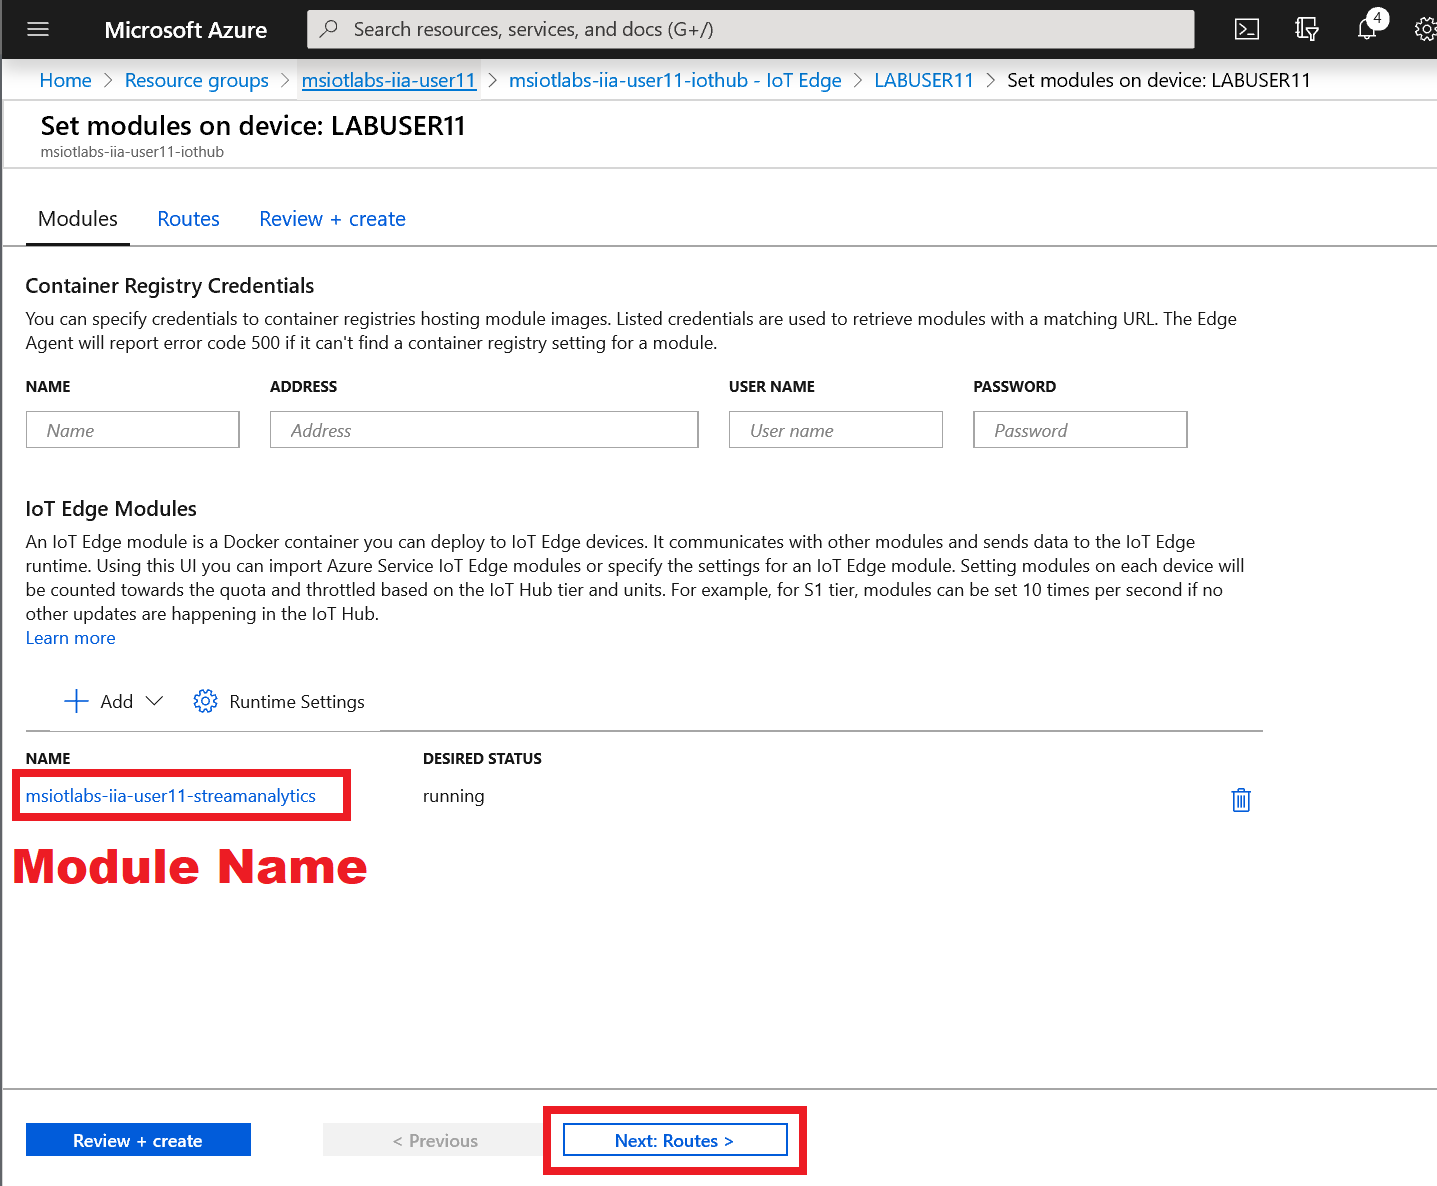 Microsoft Azure
Search resources, services, and docs (G+/)
4
Home > Resource groups > msiotlabs-iia-user11 > msiotlabs-iia-user11-iothub - IoT Edge > LABUSER11 > Set modules on device: LABUSER11
Set modules on device: LABUSER11
msiotlabs-iia-user11-iothub
Modules Routes Review + create
Container Registry Credentials
You can specify credentials to container registries hosting module images. Listed credentials are used to retrieve modules with a matching URL. The Edge
Agent will report error code 500 if it can't find a container registry setting for a module.
NAME ADDRESS USER NAME PASSWORD
Name Address User name Password
IoT Edge Modules
An IoT Edge module is a Docker container you can deploy to IoT Edge devices. It communicates with other modules and sends data to the IoT Edge
runtime. Using this UI you can import Azure Service IoT Edge modules or specify the settings for an IoT Edge module. Setting modules on each device will
be counted towards the quota and throttled based on the IoT Hub tier and units. For example, for S1 tier, modules can be set 10 times per second if no
other updates are happening in the IoT Hub.
Learn more
Add Runtime Settings
NAME DESIRED STATUS
msiotlabs-iia-user11-streamanalytics running
Module Name
Review + create < Previous Next: Routes >